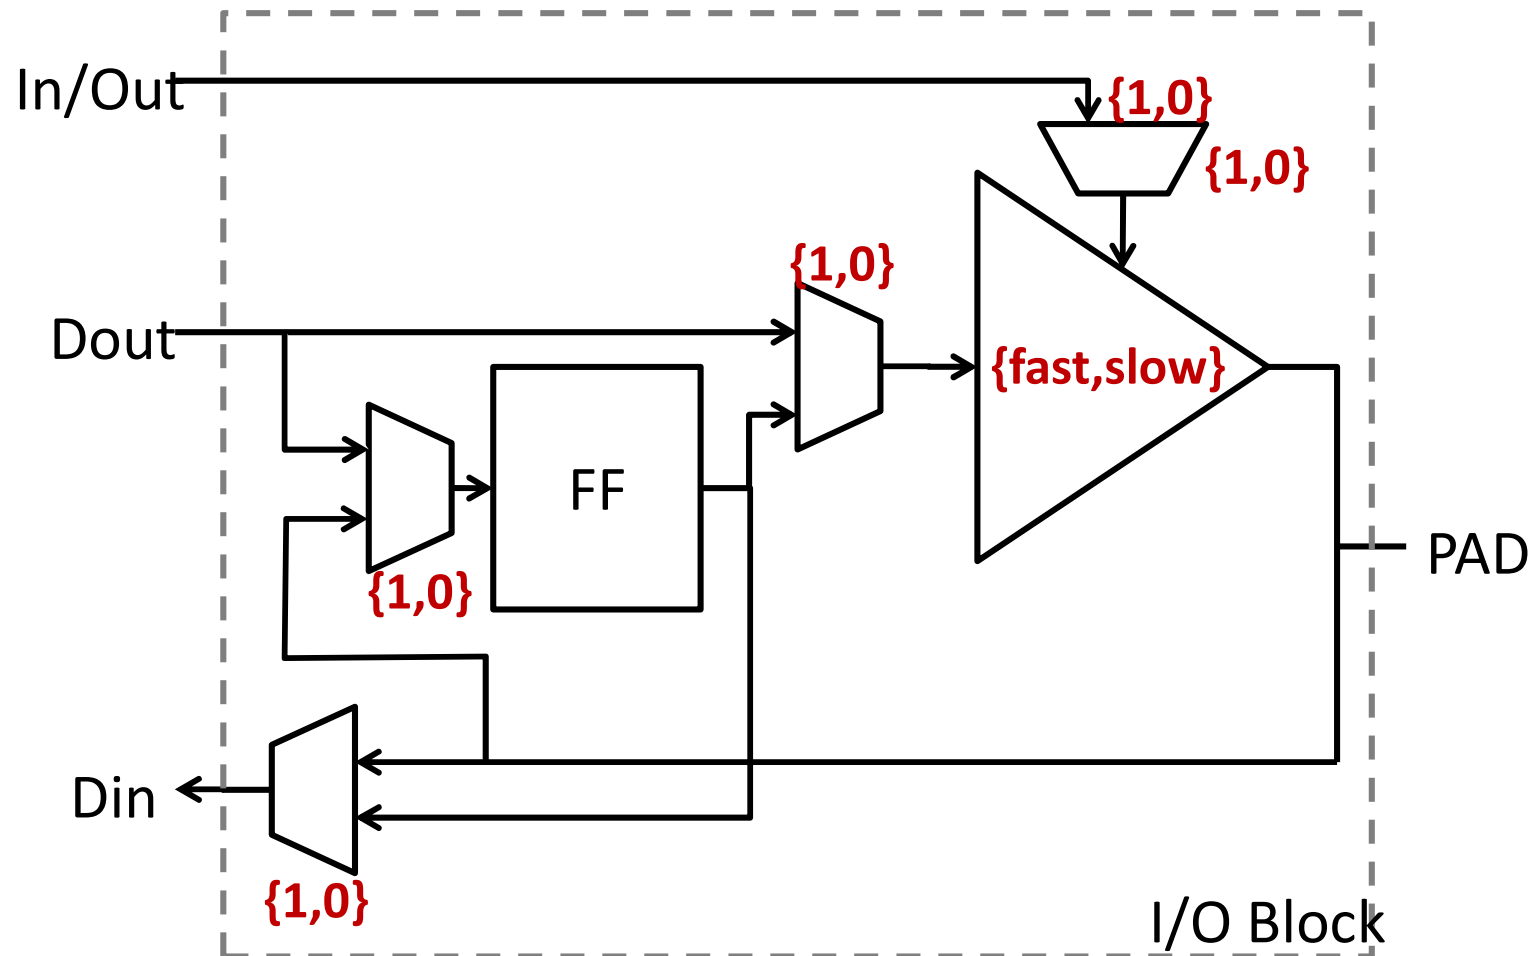 In/Out
{1,0}
{1,0}
{1,0}
Dout
{fast,slow}
FF
PAD
{1,0}
Din
{1,0}
I/O Block